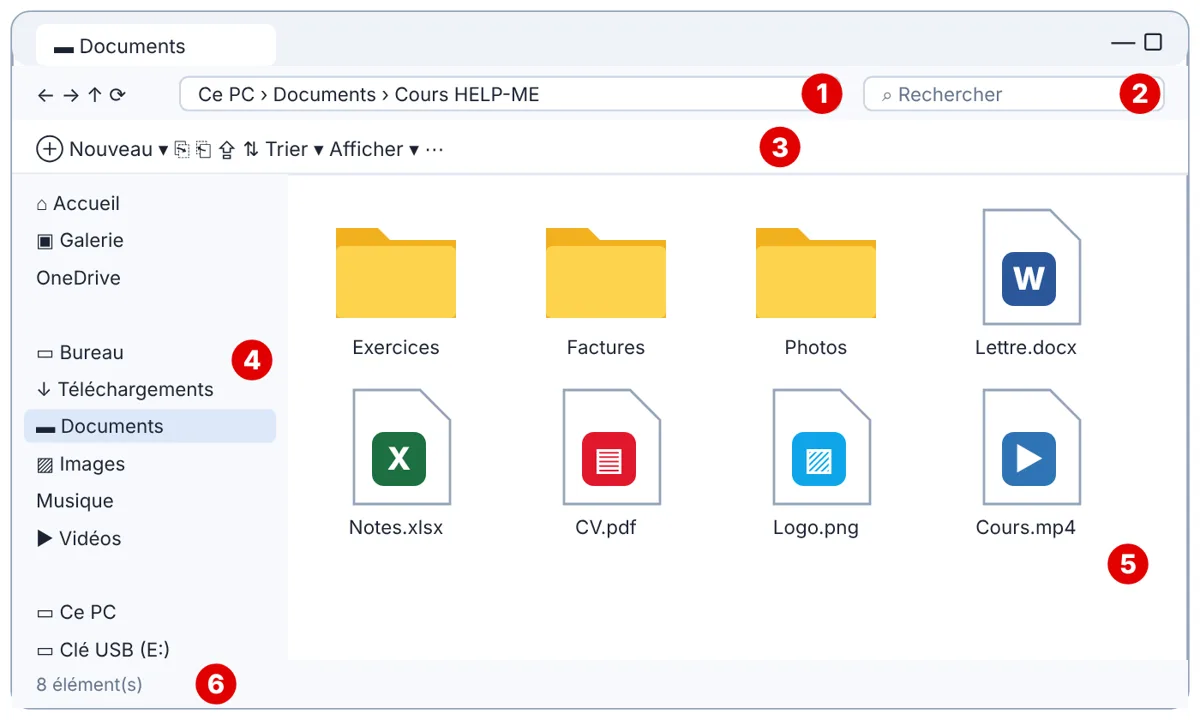 Documents
Ce PC › Documents › Cours HELP-ME
1
Rechercher
2
Nouveau
Trier
Afficher
···
3
Accueil
Galerie
OneDrive
Bureau
4
Téléchargements
Documents
Images
Musique
Vidéos
Ce PC
Clé USB (E:)
8 élément(s)
6
Exercices
Factures
Photos
W
Lettre.docx
X
Notes.xlsx
CV.pdf
Logo.png
Cours.mp4
5